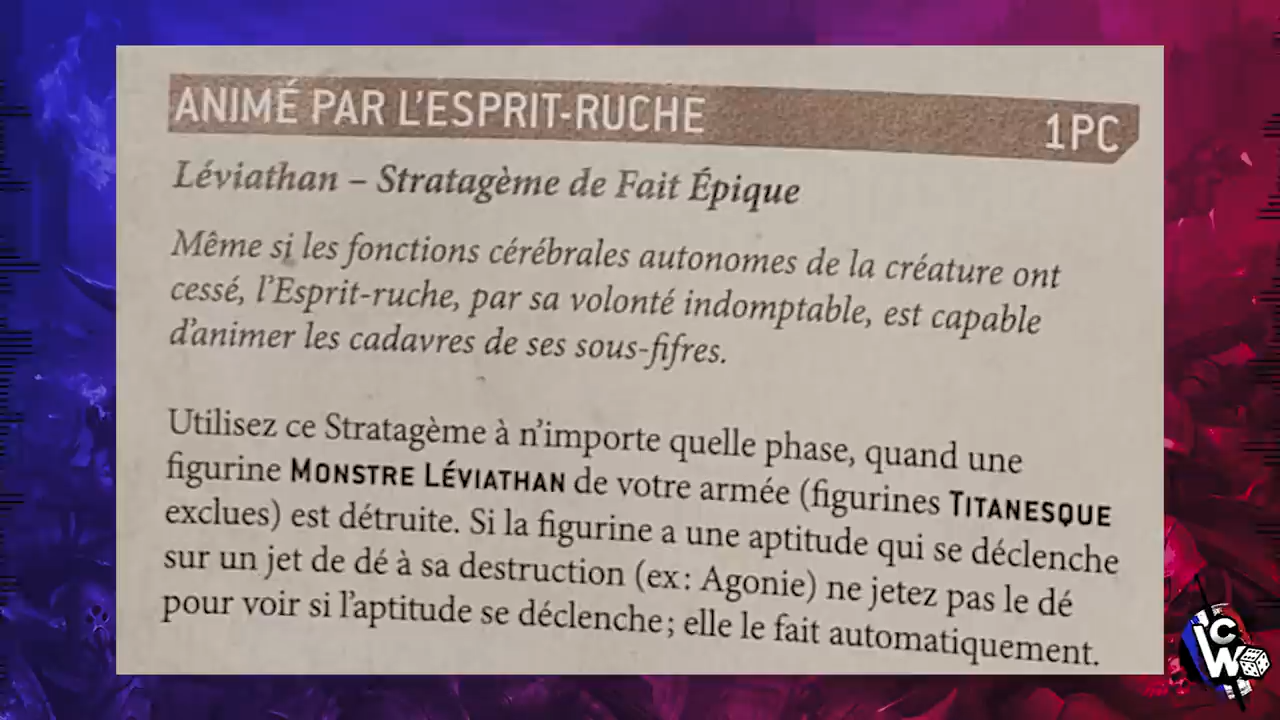 ANIMÉ PAR L'ESPRIT-RUCHE 1PC
Léviathan – Stratagème de Fait Épique
Même si les fonctions cérébrales autonomes de la créature ont
cessé, l'Esprit-ruche, par sa volonté indomptable, est capable
d'animer les cadavres de ses sous-fifres.
Utilisez ce Stratagème à n'importe quelle phase, quand une
figurine MONSTRE LÉVIATHAN de votre armée (figurines TITANESQUE
exclues) est détruite. Si la figurine a une aptitude qui se déclenche
sur un jet de dé à sa destruction (ex : Agonie) ne jetez pas le dé
pour voir si l'aptitude se déclenche ; elle le fait automatiquement.
ICW